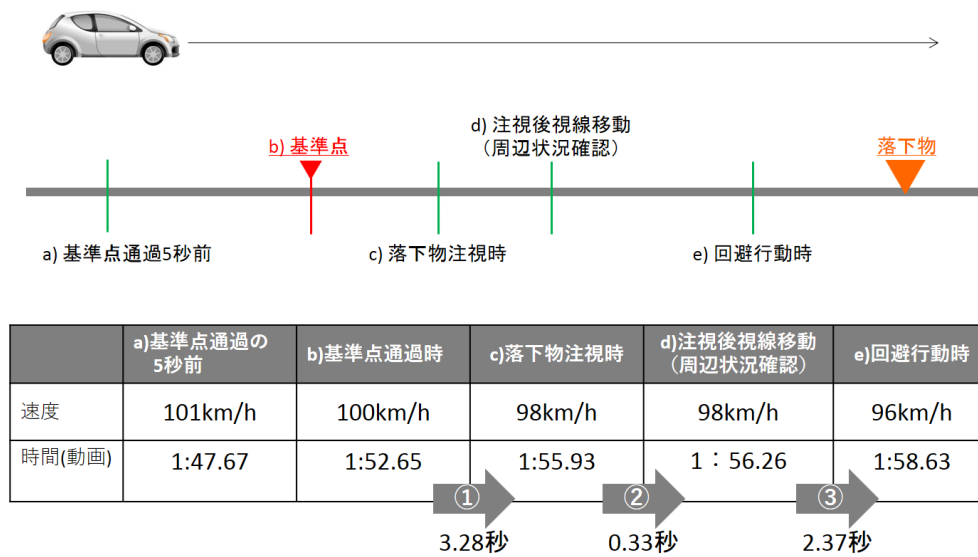 d) 注視後視線移動
（周辺状況確認）
b) 基準点
落下物
a) 基準点通過5秒前
c) 落下物注視時
e) 回避行動時
a)基準点通過の
5秒前
b)基準点通過時
c)落下物注視時
d)注視後視線移動
（周辺状況確認）
e)回避行動時
速度
101km/h
100km/h
98km/h
98km/h
96km/h
時間(動画)
1:47.67
1:52.65
1:55.93
1：56.26
1:58.63
①
②
③
3.28秒
0.33秒
2.37秒